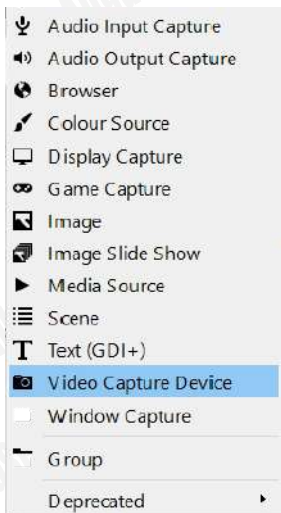 Audio Input Capture
Audio Output Capture
Browser
Colour Source
Display Capture
Game Capture
Image
Image Slide Show
Media Source
Scene
Text (GDI+)
Video Capture Device
Window Capture
Group
Deprecated